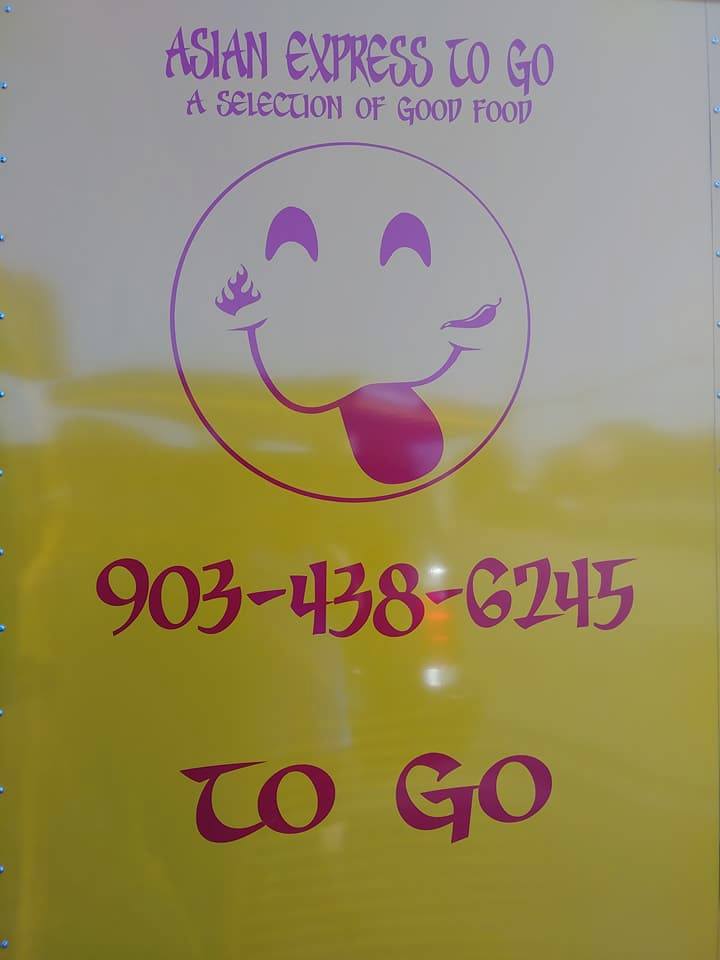 ASIAN EXPRESS TO GO
A SELECTION OF GOOD FOOD
903-438-6245
TO GO